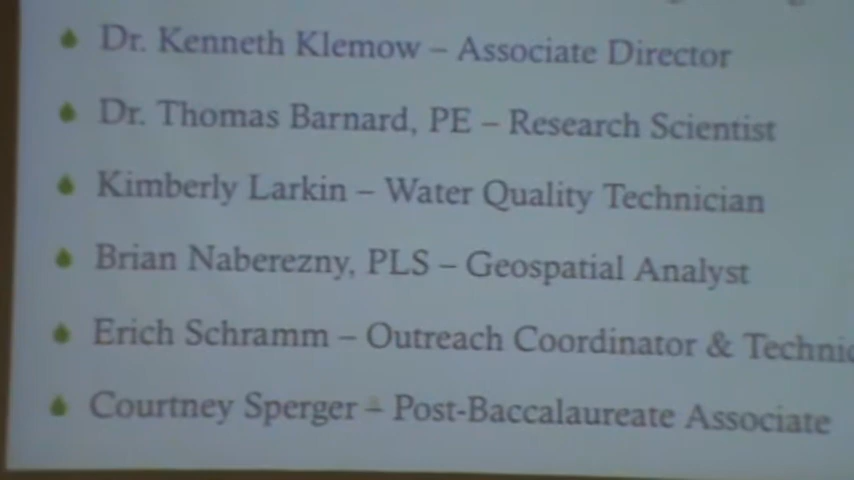 Dr. Kenneth Klemow – Associate Director
Dr. Thomas Barnard, PE – Research Scientist
Kimberly Larkin – Water Quality Technician
Brian Naberezny, PLS – Geospatial Analyst
Erich Schramm – Outreach Coordinator & Technic
Courtney Sperger – Post-Baccalaureate Associate